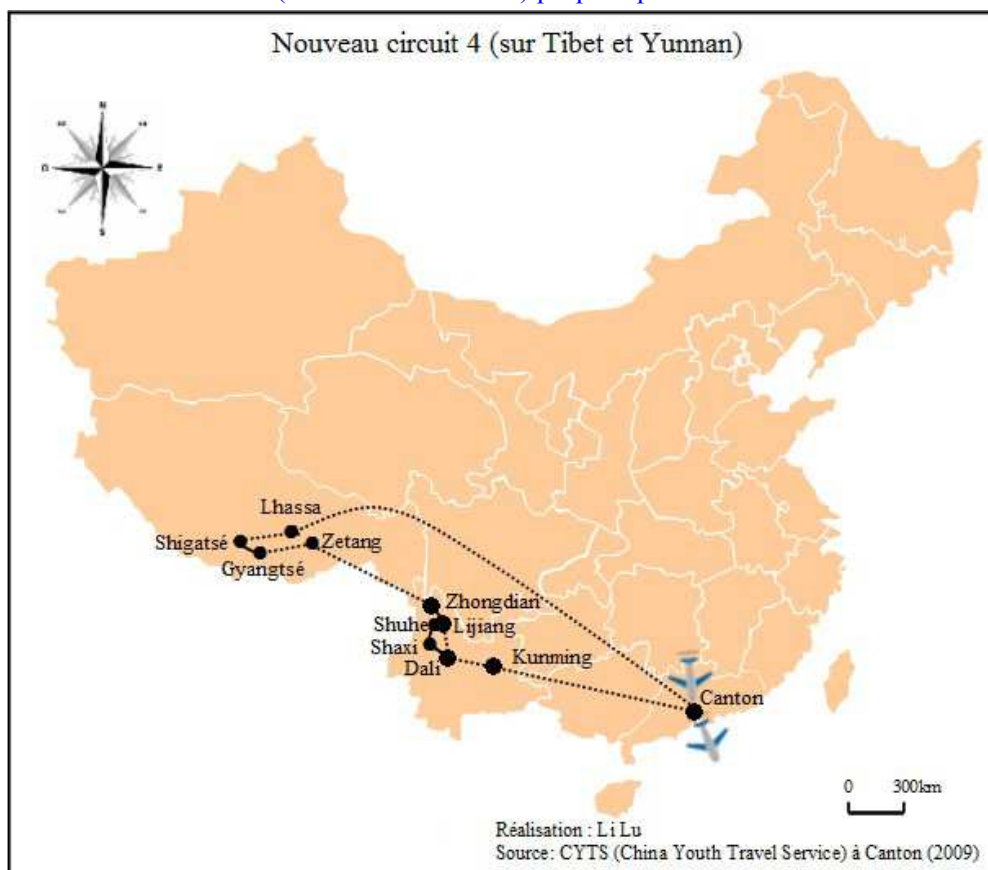 Nouveau circuit 4 (sur Tibet et Yunnan)
N
O
E
S
Lhassa
Shigatsé
Zetang
Gyangtsé
Zhongdian
Shuhe
Lijiang
Shaxi
Dali
Kunming
Canton
0 300km
Réalisation : Li Lu
Source: CYTS (China Youth Travel Service) à Canton (2009)